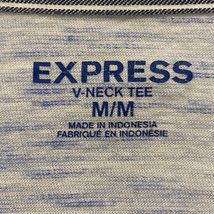 EXPRESS
V-NECK TEE
M/M
MADE IN INDONESIA
FABRIQUÉ EN INDONÉSIE